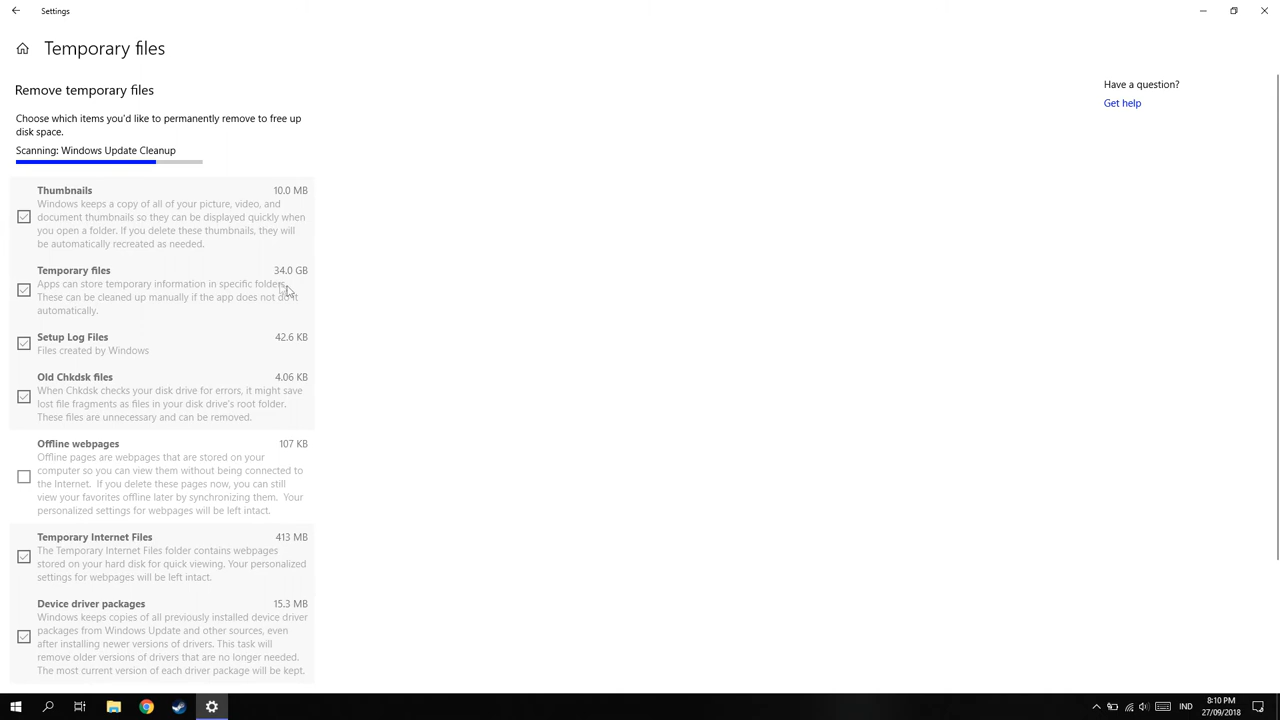 Settings
Temporary files
Remove temporary files
Choose which items you'd like to permanently remove to free up
disk space.
Scanning: Windows Update Cleanup
Thumbnails 10.0 MB
Windows keeps a copy of all of your picture, video, and
document thumbnails so they can be displayed quickly when
you open a folder. If you delete these thumbnails, they will
be automatically recreated as needed.
Temporary files 34.0 GB
Apps can store temporary information in specific folders.
These can be cleaned up manually if the app does not do it
automatically.
Setup Log Files 42.6 KB
Files created by Windows
Old Chkdsk files 4.06 KB
When Chkdsk checks your disk drive for errors, it might save
lost file fragments as files in your disk drive's root folder.
These files are unnecessary and can be removed.
Offline webpages 107 KB
Offline pages are webpages that are stored on your
computer so you can view them without being connected to
the Internet. If you delete these pages now, you can still
view your favorites offline later by synchronizing them. Your
personalized settings for webpages will be left intact.
Temporary Internet Files 413 MB
The Temporary Internet Files folder contains webpages
stored on your hard disk for quick viewing. Your personalized
settings for webpages will be left intact.
Device driver packages 15.3 MB
Windows keeps copies of all previously installed device driver
packages from Windows Update and other sources, even
after installing newer versions of drivers. This task will
remove older versions of drivers that are no longer needed.
The most current version of each driver package will be kept.
Have a question?
Get help
IND
8:10 PM
27/09/2018